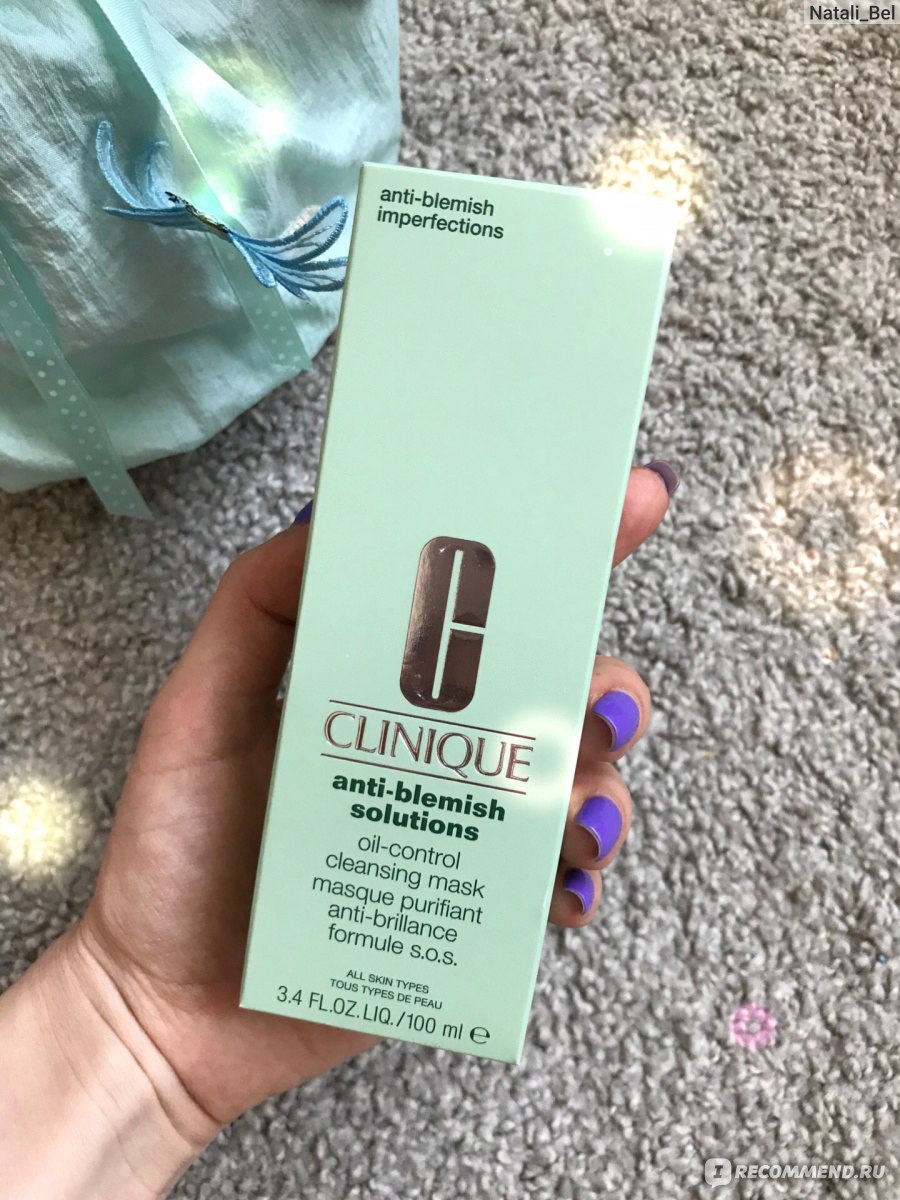 Natali_Bel
anti-blemish
imperfections
CLINIQUE
anti-blemish
solutions
oil-control
cleansing mask
masque purifiant
anti-brillance
formule s.o.s.
ALL SKIN TYPES
TOUS TYPES DE PEAU
3.4 FL.OZ.LIQ./100 ml ℮
I RECOMMEND.RU